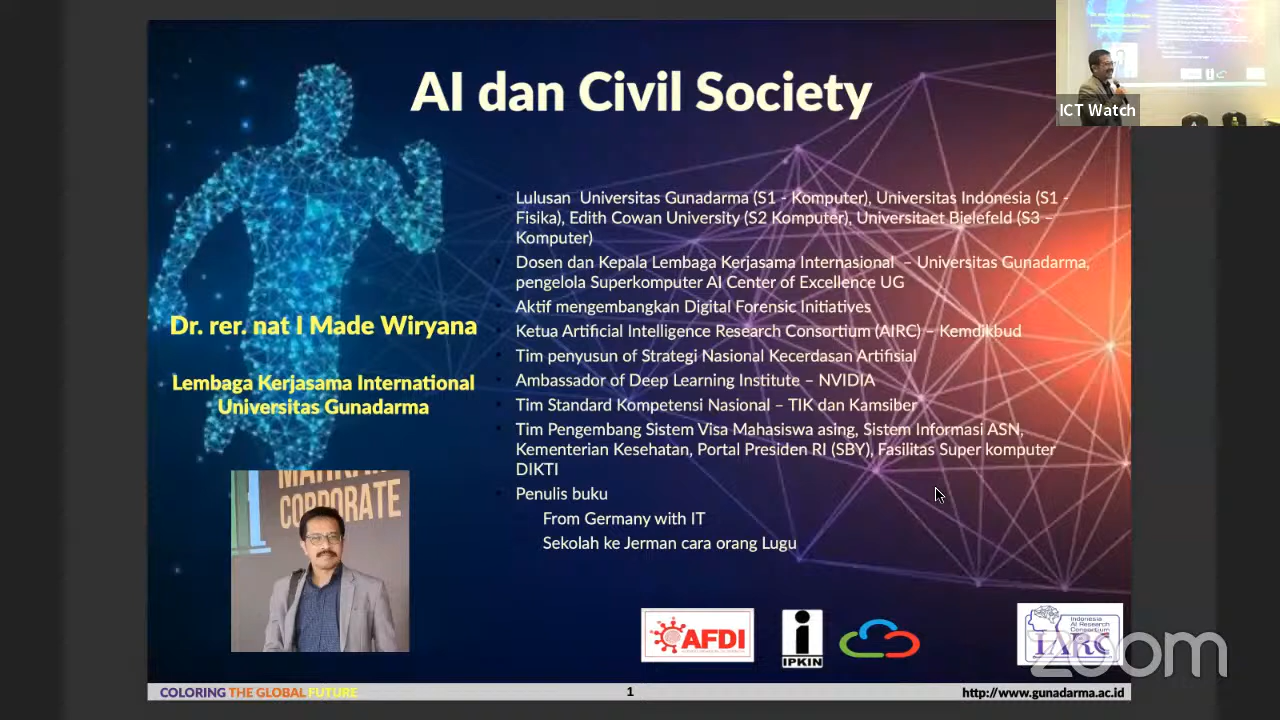 AI dan Civil Society
ICT Watch
Lulusan Universitas Gunadarma (S1 - Komputer), Universitas Indonesia (S1 -
Fisika), Edith Cowan University (S2 Komputer), Universitaet Bielefeld (S3 –
Komputer)
Dosen dan Kepala Lembaga Kerjasama Internasional – Universitas Gunadarma,
pengelola Superkomputer AI Center of Excellence UG
Aktif mengembangkan Digital Forensic Initiatives
Ketua Artificial Intelligence Research Consortium (AIRC) – Kemdikbud
Tim penyusun of Strategi Nasional Kecerdasan Artifisial
Ambassador of Deep Learning Institute – NVIDIA
Tim Standard Kompetensi Nasional – TIK dan Kamsiber
Tim Pengembang Sistem Visa Mahasiswa asing, Sistem Informasi ASN,
Kementerian Kesehatan, Portal Presiden RI (SBY), Fasilitas Super komputer
DIKTI
Penulis buku
From Germany with IT
Sekolah ke Jerman cara orang Lugu
Dr. rer. nat I Made Wiryana
Lembaga Kerjasama International
Universitas Gunadarma
CORPORATE
AFDI
i
IPKIN
Indonesia
AI Research
Consortium
IARC
zoom
COLORING THE GLOBAL FUTURE
1
http://www.gunadarma.ac.id